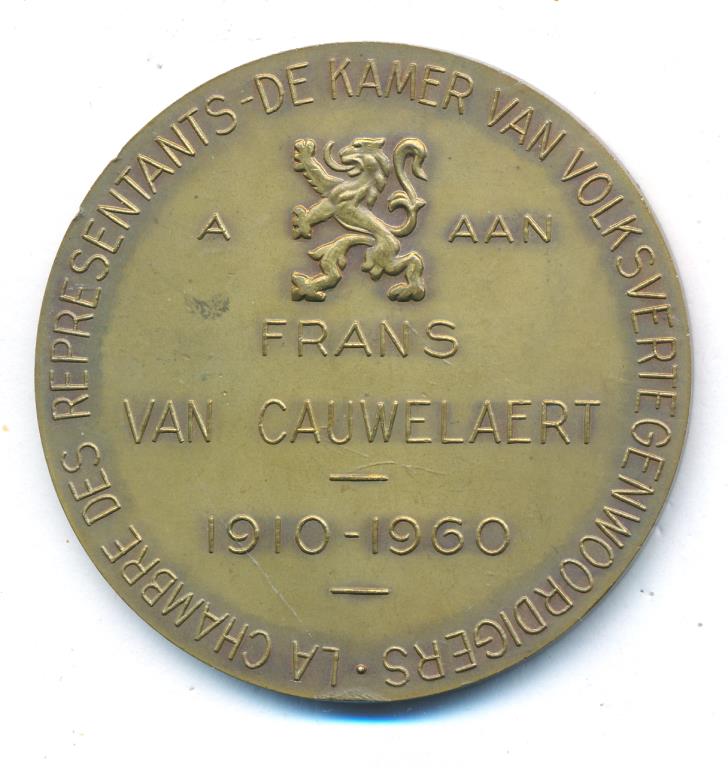 LA CHAMBRE DES REPRESENTANTS - DE KAMER VAN VOLKSVERTEGENWOORDIGERS ·
A AAN
FRANS
VAN CAUWELAERT
1910-1960